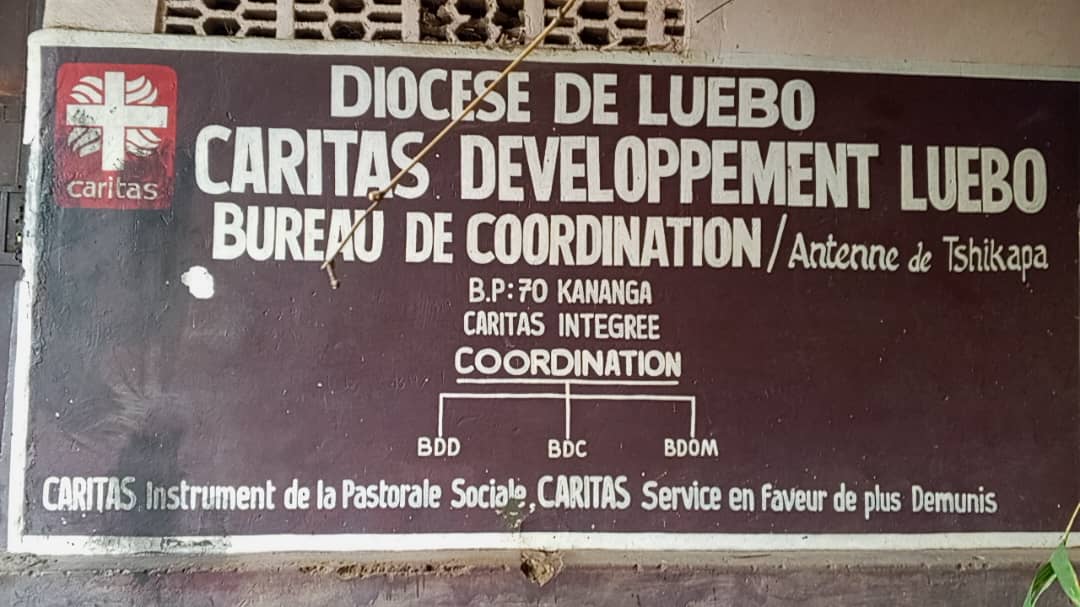 caritas
DIOCESE DE LUEBO
CARITAS DEVELOPPEMENT LUEBO
BUREAU DE COORDINATION / Antenne de Tshikapa
B.P: 70 KANANGA
CARITAS INTEGREE
COORDINATION
BDD BDC BDOM
CARITAS Instrument de la Pastorale Sociale, CARITAS Service en faveur de plus Demunis